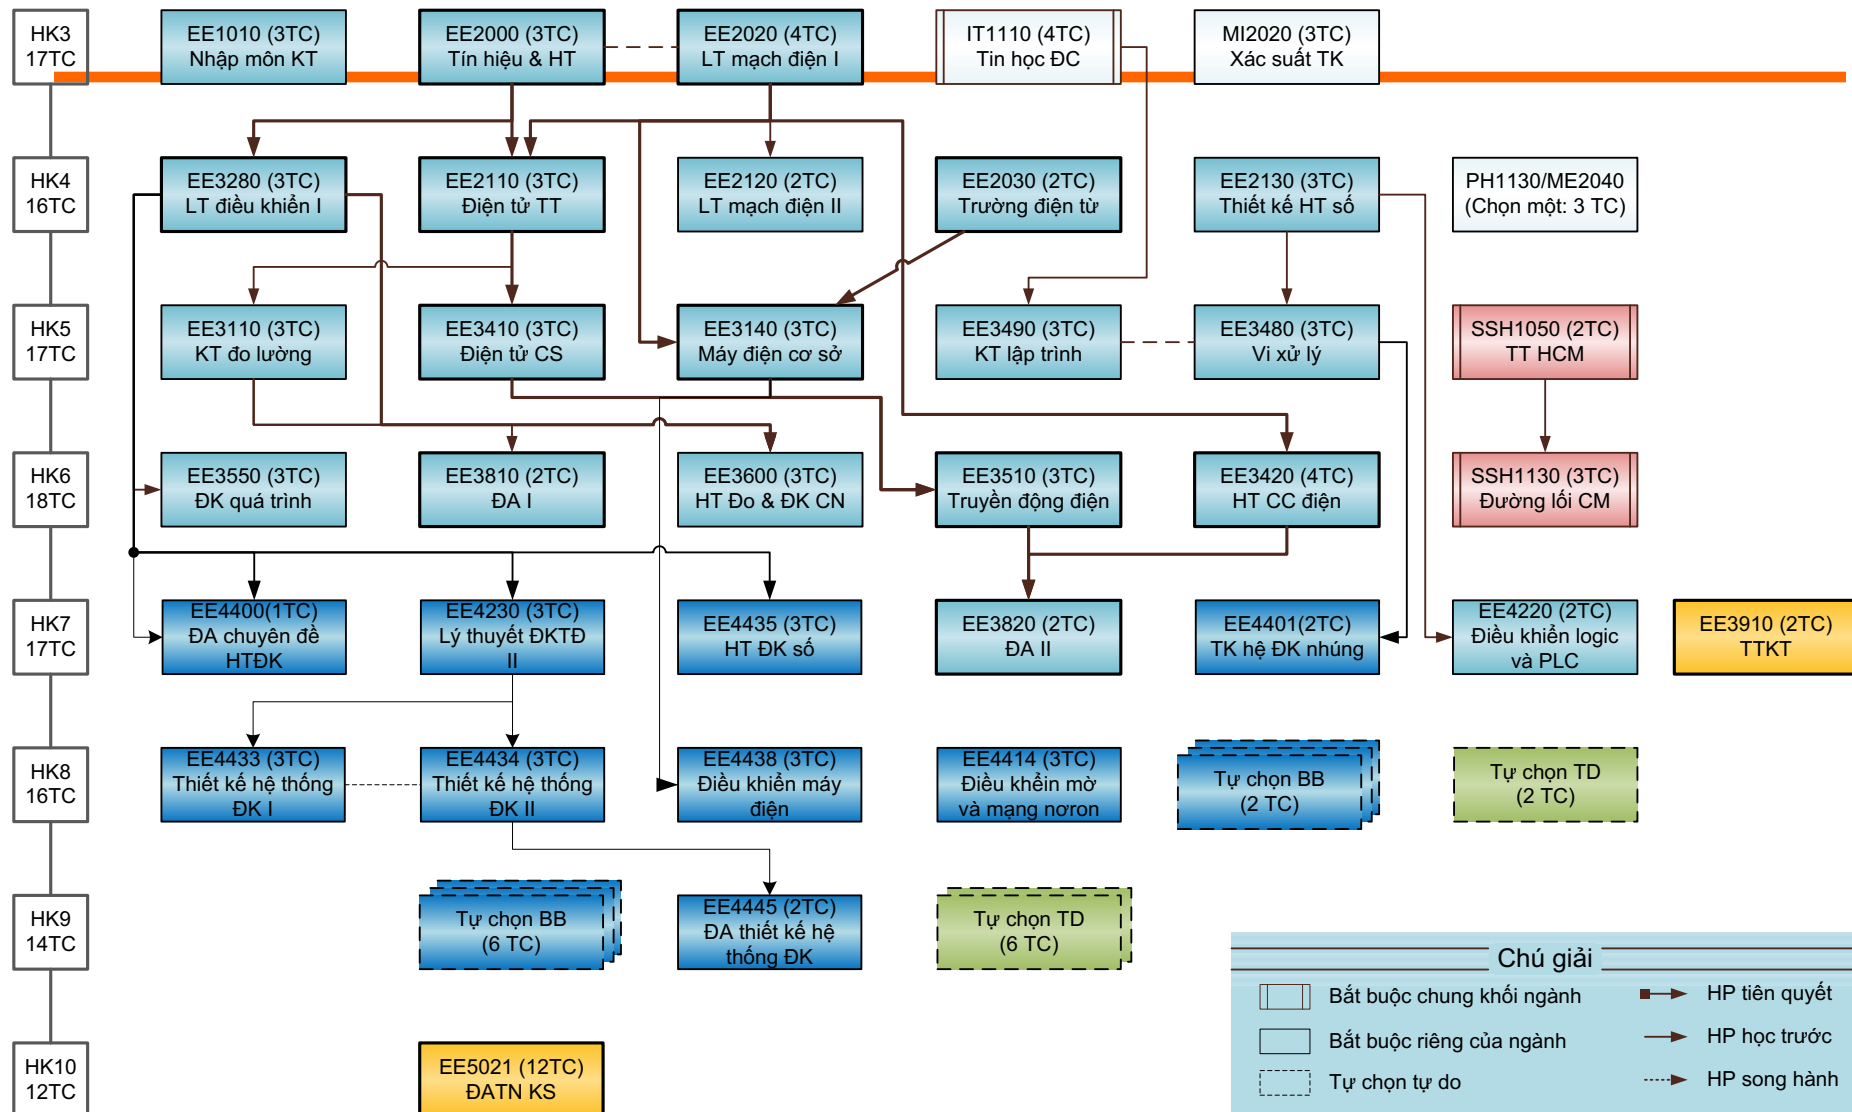 HK3
17TC
EE1010 (3TC)
Nhập môn KT
EE2000 (3TC)
Tín hiệu & HT
EE2020 (4TC)
LT mạch điện I
IT1110 (4TC)
Tin học ĐC
MI2020 (3TC)
Xác suất TK
HK4
16TC
EE3280 (3TC)
LT điều khiển I
EE2110 (3TC)
Điện tử TT
EE2120 (2TC)
LT mạch điện II
EE2030 (2TC)
Trường điện từ
EE2130 (3TC)
Thiết kế HT số
PH1130/ME2040
(Chọn một: 3 TC)
HK5
17TC
EE3110 (3TC)
KT đo lường
EE3410 (3TC)
Điện tử CS
EE3140 (3TC)
Máy điện cơ sở
EE3490 (3TC)
KT lập trình
EE3480 (3TC)
Vi xử lý
SSH1050 (2TC)
TT HCM
HK6
18TC
EE3550 (3TC)
ĐK quá trình
EE3810 (2TC)
ĐA I
EE3600 (3TC)
HT Đo & ĐK CN
EE3510 (3TC)
Truyền động điện
EE3420 (4TC)
HT CC điện
SSH1130 (3TC)
Đường lối CM
HK7
17TC
EE4400(1TC)
ĐA chuyên đề
HTĐK
EE4230 (3TC)
Lý thuyết ĐKTĐ
II
EE4435 (3TC)
HT ĐK số
EE3820 (2TC)
ĐA II
EE4401(2TC)
TK hệ ĐK nhúng
EE4220 (2TC)
Điều khiển logic
và PLC
EE3910 (2TC)
TTKT
HK8
16TC
EE4433 (3TC)
Thiết kế hệ thống
ĐK I
EE4434 (3TC)
Thiết kế hệ thống
ĐK II
EE4438 (3TC)
Điều khiển máy
điện
EE4414 (3TC)
Điều khểin mờ
và mạng nơron
Tự chọn BB
(2 TC)
Tự chọn TD
(2 TC)
HK9
14TC
Tự chọn BB
(6 TC)
EE4445 (2TC)
ĐA thiết kế hệ
thống ĐK
Tự chọn TD
(6 TC)
HK10
12TC
EE5021 (12TC)
ĐATN KS
Chú giải
Bắt buộc chung khối ngành
HP tiên quyết
Bắt buộc riêng của ngành
HP học trước
Tự chọn tự do
HP song hành